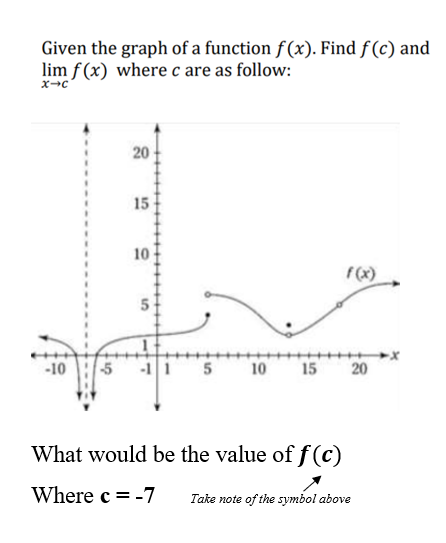 Given the graph of a function f(x). Find f(c) and
lim f(x) where c are as follow:
x→c
20
15
10
f(x)
5
1
-10 -5 -1 1 5 10 15 20 x
What would be the value of f(c)
Where c = -7 Take note of the symbol above